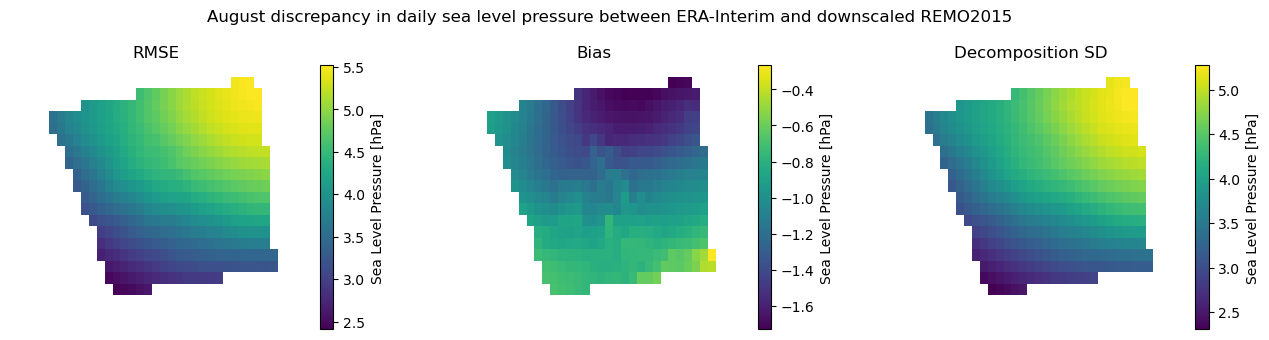 August discrepancy in daily sea level pressure between ERA-Interim and downscaled REMO2015
RMSE
5.5
5.0
4.5
4.0
3.5
3.0
2.5
Sea Level Pressure [hPa]
Bias
−0.4
−0.6
−0.8
−1.0
−1.2
−1.4
−1.6
Sea Level Pressure [hPa]
Decomposition SD
5.0
4.5
4.0
3.5
3.0
2.5
Sea Level Pressure [hPa]